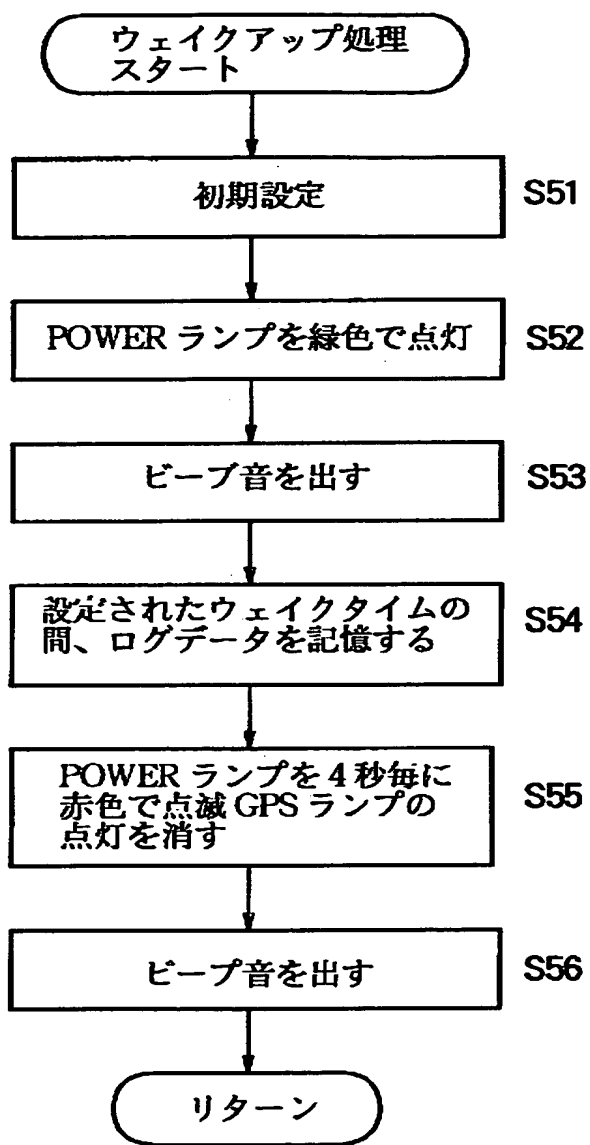 ウェイクアップ処理
スタート
初期設定
S51
POWER ランプを緑色で点灯
S52
ビープ音を出す
S53
設定されたウェイクタイムの
間、ログデータを記憶する
S54
POWER ランプを4秒毎に
赤色で点滅 GPS ランプの
点灯を消す
S55
ビープ音を出す
S56
リターン